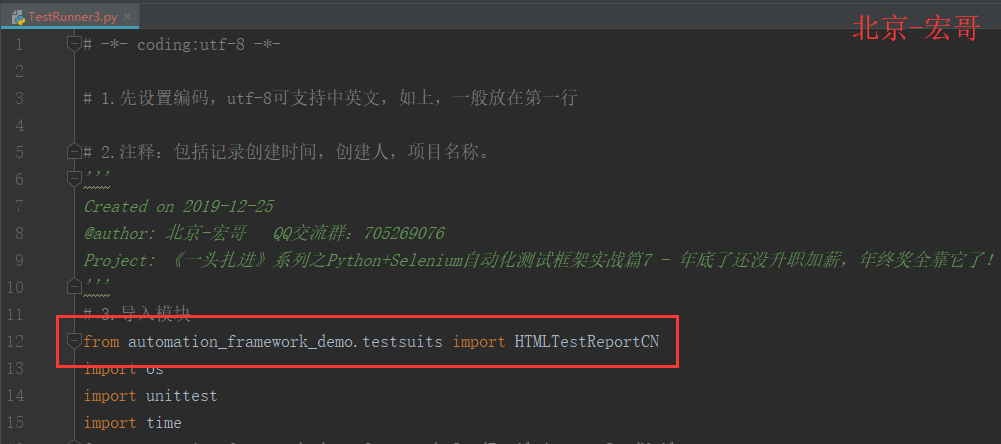 TestRunner3.py
北京-宏哥
1 # -*- coding:utf-8 -*-
2
3 # 1.先设置编码，utf-8可支持中英文，如上，一般放在第一行
4
5 # 2.注释：包括记录创建时间，创建人，项目名称。
6 '''
7 Created on 2019-12-25
8 @author: 北京-宏哥   QQ交流群：705269076
9 Project: 《一头扎进》系列之Python+Selenium自动化测试框架实战篇7 - 年底了还没升职加薪，年终奖全靠它了！
10 '''
11 # 3.导入模块
12 from automation_framework_demo.testsuits import HTMLTestReportCN
13 import os
14 import unittest
15 import time